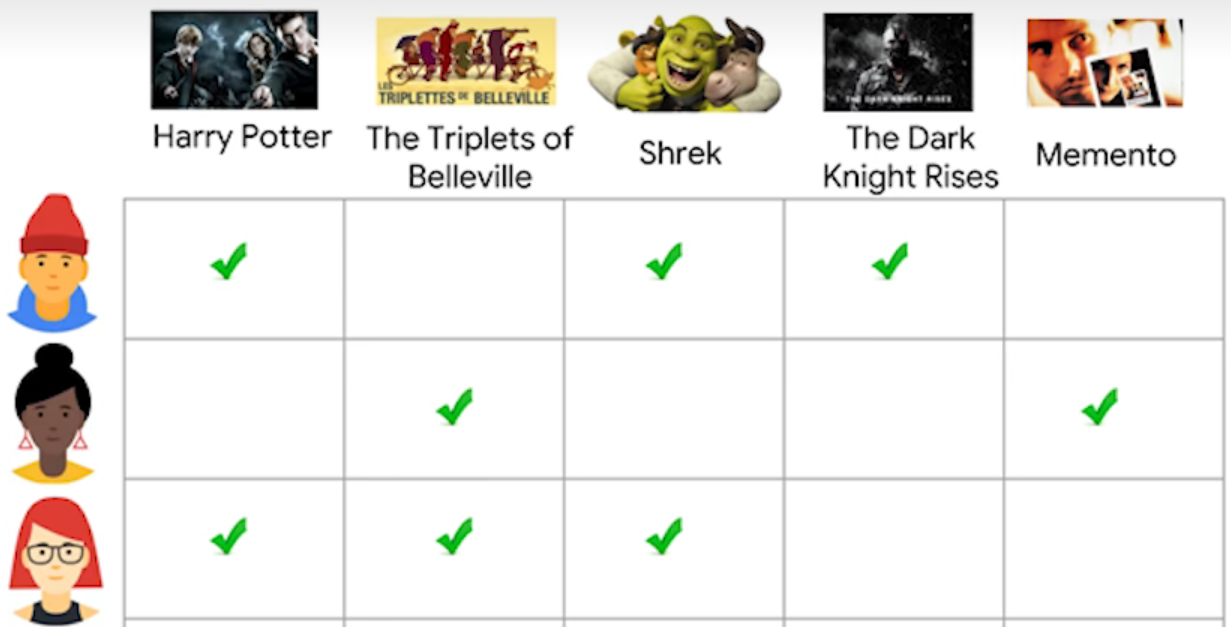 LES
TRIPLETTES DE BELLEVILLE
THE DARK KNIGHT RISES
Harry Potter
The Triplets of
Belleville
Shrek
The Dark
Knight Rises
Memento